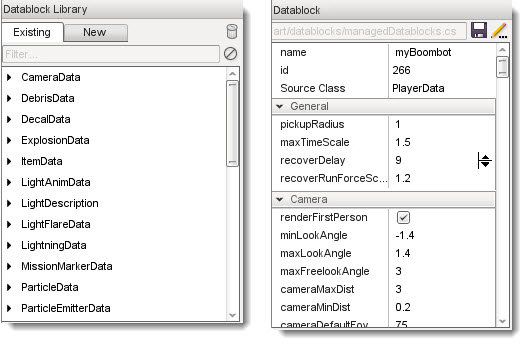 Datablock Library
Existing
New
Filter...
CameraData
DebrisData
DecalData
ExplosionData
ItemData
LightAnimData
LightDescription
LightFlareData
LightningData
MissionMarkerData
ParticleData
ParticleEmitterData
Datablock
art/datablocks/managedDatablocks.cs
name myBoombot
id 266
Source Class PlayerData
General
pickupRadius 1
maxTimeScale 1.5
recoverDelay 9
recoverRunForceSc... 1.2
Camera
renderFirstPerson
minLookAngle -1.4
maxLookAngle 1.4
maxFreelookAngle 3
cameraMaxDist 3
cameraMinDist 0.2
cameraDefaultFov 75